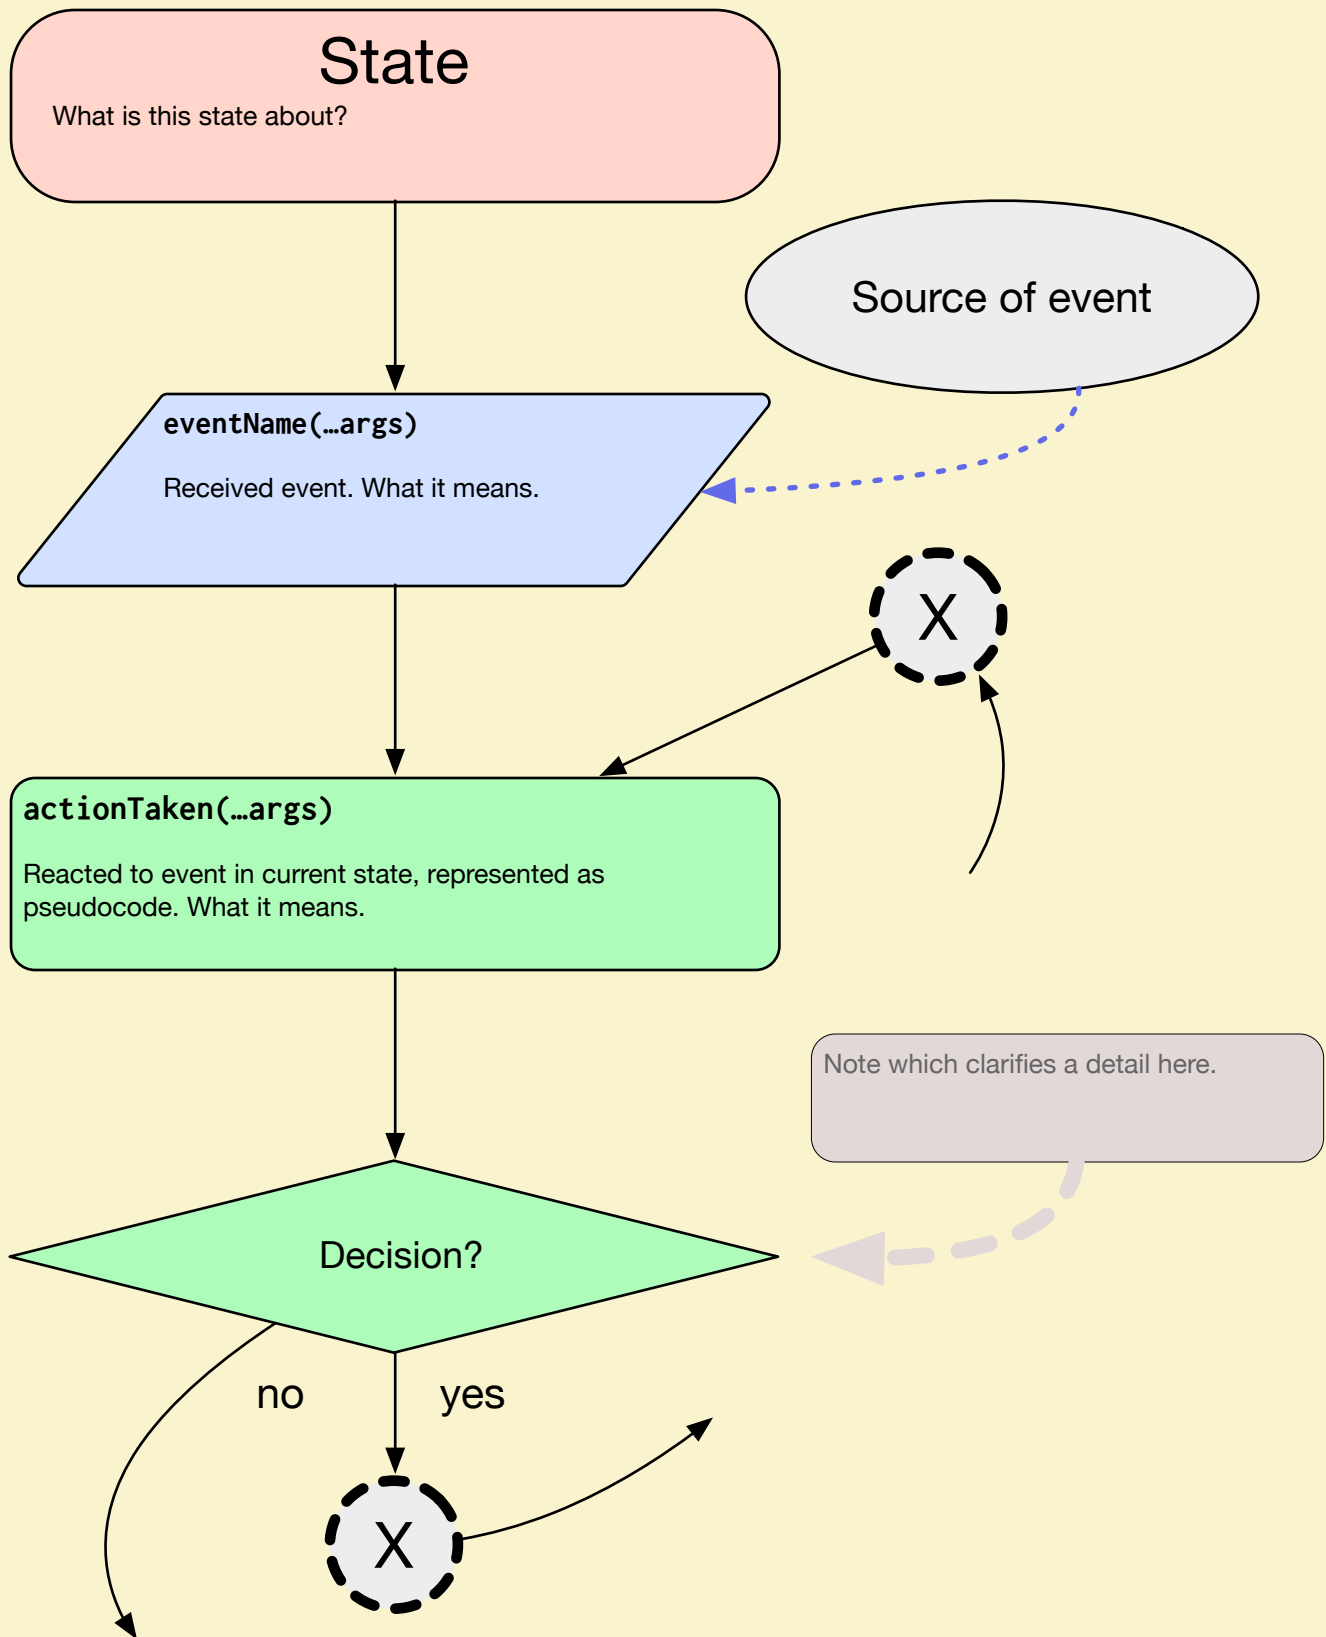 State
What is this state about?
Source of event
eventName(…args)
Received event. What it means.
X
actionTaken(…args)
Reacted to event in current state, represented as
pseudocode. What it means.
Note which clarifies a detail here.
Decision?
no
yes
X